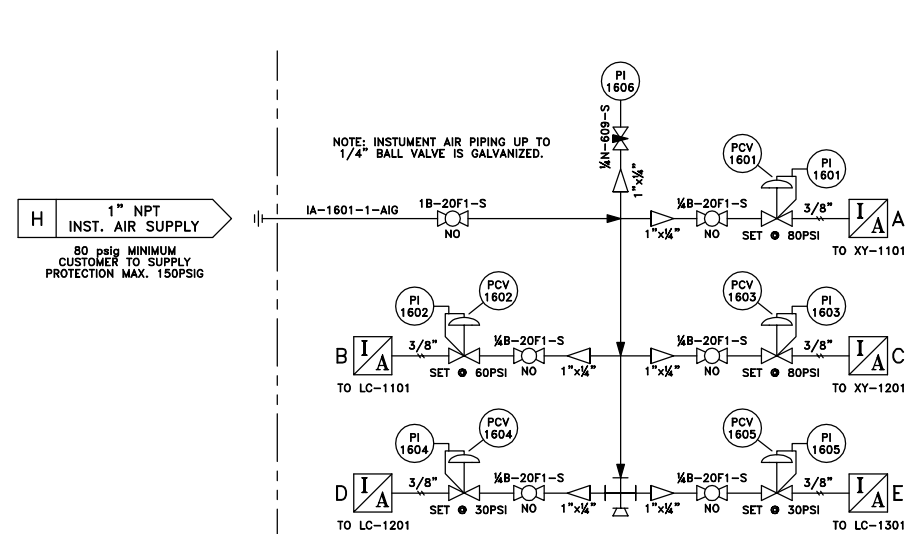 PI
1606
¼N-609-S
1"x¼"
NOTE: INSTUMENT AIR PIPING UP TO
1/4" BALL VALVE IS GALVANIZED.
PCV
1601
PI
1601
H
1" NPT
INST. AIR SUPPLY
80 psig MINIMUM
CUSTOMER TO SUPPLY
PROTECTION MAX. 150PSIG
IA-1601-1-AIG
1B-20F1-S
NO
¼B-20F1-S
1"x¼"
NO
SET @ 80PSI
3/8"
I
A
A
TO XY-1101
PI
1602
PCV
1602
B
I
A
3/8"
TO LC-1101
SET @ 60PSI
¼B-20F1-S
NO
1"x¼"
PCV
1603
PI
1603
¼B-20F1-S
1"x¼"
NO
SET @ 80PSI
3/8"
I
A
C
TO XY-1201
PI
1604
PCV
1604
D
I
A
3/8"
TO LC-1201
SET @ 30PSI
¼B-20F1-S
NO
1"x¼"
PCV
1605
PI
1605
¼B-20F1-S
1"x¼"
NO
SET @ 30PSI
3/8"
I
A
E
TO LC-1301